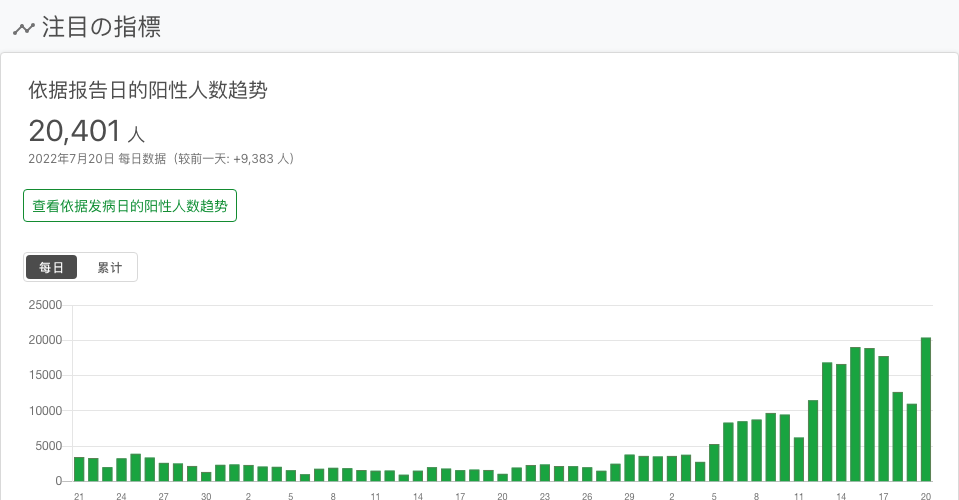 注目の指標
依据报告日的阳性人数趋势
20,401 人
2022年7月20日 每日数据（较前一天: +9,383 人）
查看依据发病日的阳性人数趋势
每日 累计
25000
20000
15000
10000
5000
0
21 24 27 30 2 5 8 11 14 17 20 23 26 29 2 5 8 11 14 17 20